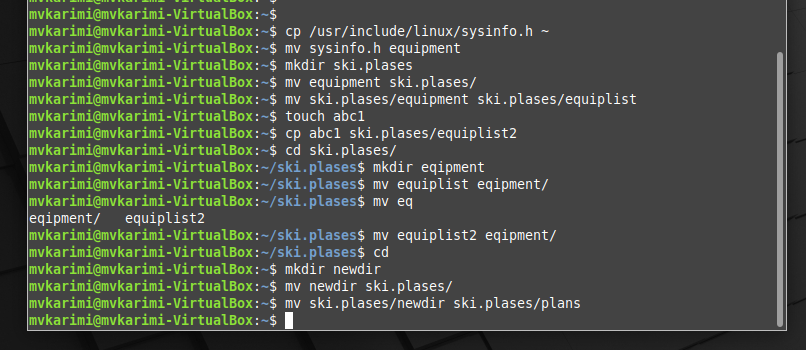 mvkarimi@mvkarimi-VirtualBox:~$
mvkarimi@mvkarimi-VirtualBox:~$
mvkarimi@mvkarimi-VirtualBox:~$ cp /usr/include/linux/sysinfo.h ~
mvkarimi@mvkarimi-VirtualBox:~$ mv sysinfo.h equipment
mvkarimi@mvkarimi-VirtualBox:~$ mkdir ski.plases
mvkarimi@mvkarimi-VirtualBox:~$ mv equipment ski.plases/
mvkarimi@mvkarimi-VirtualBox:~$ mv ski.plases/equipment ski.plases/equiplist
mvkarimi@mvkarimi-VirtualBox:~$ touch abc1
mvkarimi@mvkarimi-VirtualBox:~$ cp abc1 ski.plases/equiplist2
mvkarimi@mvkarimi-VirtualBox:~$ cd ski.plases/
mvkarimi@mvkarimi-VirtualBox:~/ski.plases$ mkdir eqipment
mvkarimi@mvkarimi-VirtualBox:~/ski.plases$ mv equiplist eqipment/
mvkarimi@mvkarimi-VirtualBox:~/ski.plases$ mv eq
eqipment/   equiplist2
mvkarimi@mvkarimi-VirtualBox:~/ski.plases$ mv equiplist2 eqipment/
mvkarimi@mvkarimi-VirtualBox:~/ski.plases$ cd
mvkarimi@mvkarimi-VirtualBox:~$ mkdir newdir
mvkarimi@mvkarimi-VirtualBox:~$ mv newdir ski.plases/
mvkarimi@mvkarimi-VirtualBox:~$ mv ski.plases/newdir ski.plases/plans
mvkarimi@mvkarimi-VirtualBox:~$